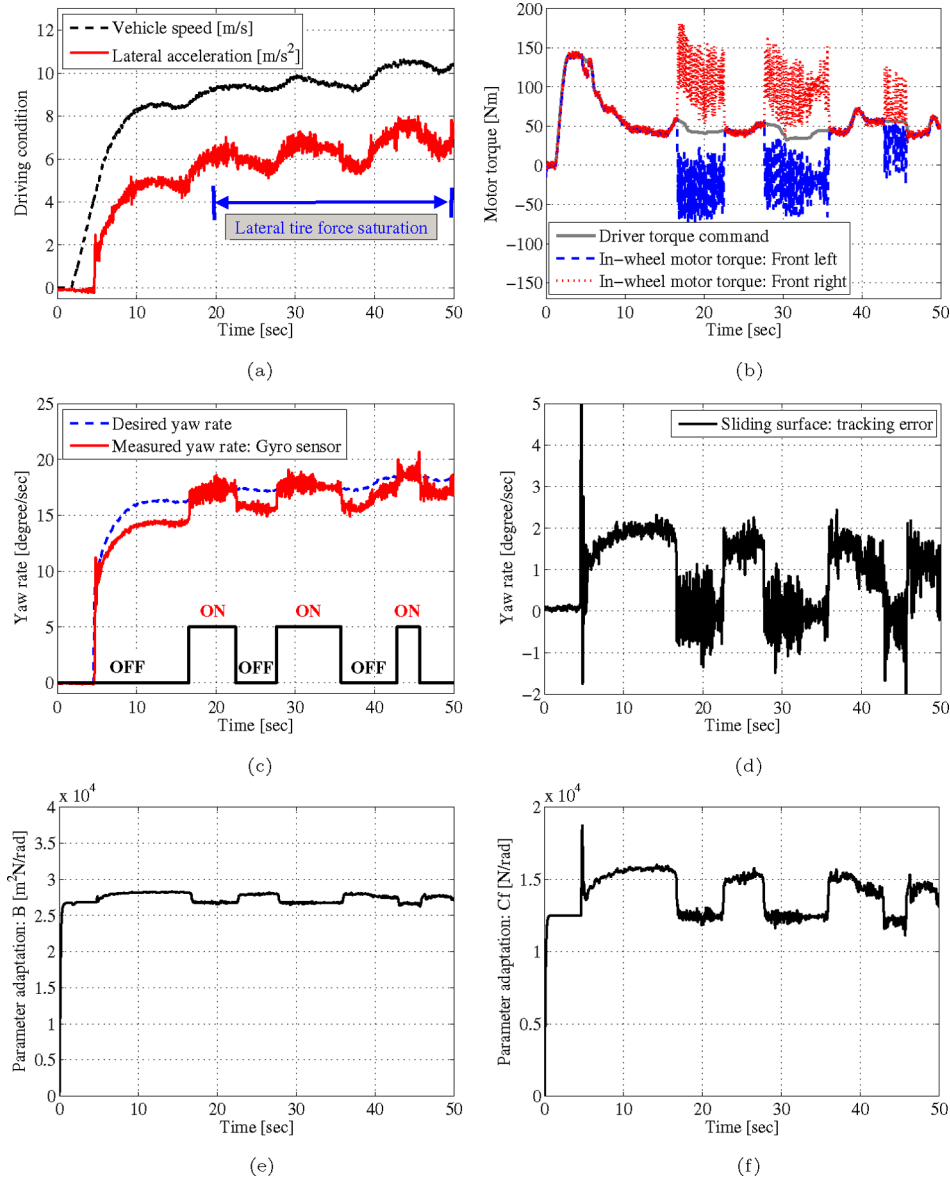 Vehicle speed [m/s]
Lateral acceleration [m/s²]
Lateral tire force saturation
Driving condition
12
10
8
6
4
2
0
0 10 20 30 40 50
Time [sec]
(a)
Driver torque command
In−wheel motor torque: Front left
In−wheel motor torque: Front right
Motor torque [Nm]
200
150
100
50
0
−50
−100
−150
0 10 20 30 40 50
Time [sec]
(b)
Desired yaw rate
Measured yaw rate: Gyro sensor
ON ON ON
OFF OFF OFF
Yaw rate [degree/sec]
25
20
15
10
5
0
0 10 20 30 40 50
Time [sec]
(c)
Sliding surface: tracking error
Yaw rate [degree/sec]
5
4
3
2
1
0
−1
−2
0 10 20 30 40 50
Time [sec]
(d)
x 10⁴
Parameter adaptation: B [m²N/rad]
4
3.5
3
2.5
2
1.5
1
0.5
0
0 10 20 30 40 50
Time [sec]
(e)
x 10⁴
Parameter adaptation: Cf [N/rad]
2
1.5
1
0.5
0
0 10 20 30 40 50
Time [sec]
(f)